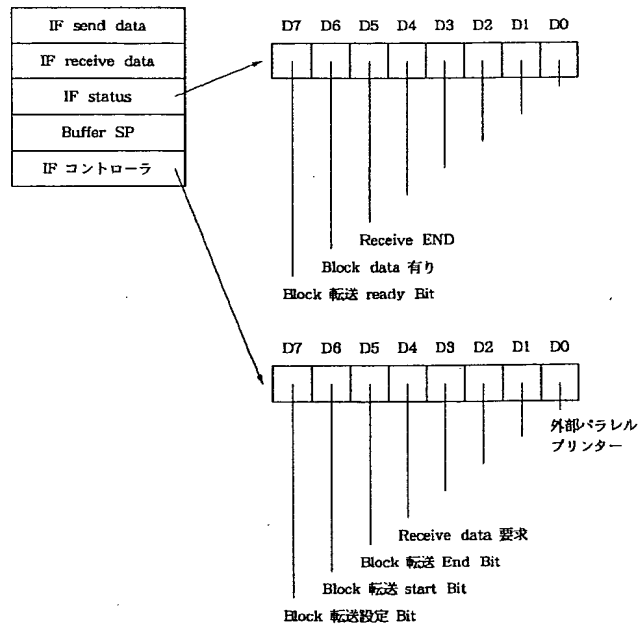 IF send data
IF receive data
IF status
Buffer SP
IF コントローラ
D7 D6 D5 D4 D3 D2 D1 D0
Receive END
Block data 有り
Block 転送 ready Bit
D7 D6 D5 D4 D3 D2 D1 D0
外部パラレル
プリンター
Receive data 要求
Block 転送 End Bit
Block 転送 start Bit
Block 転送設定 Bit